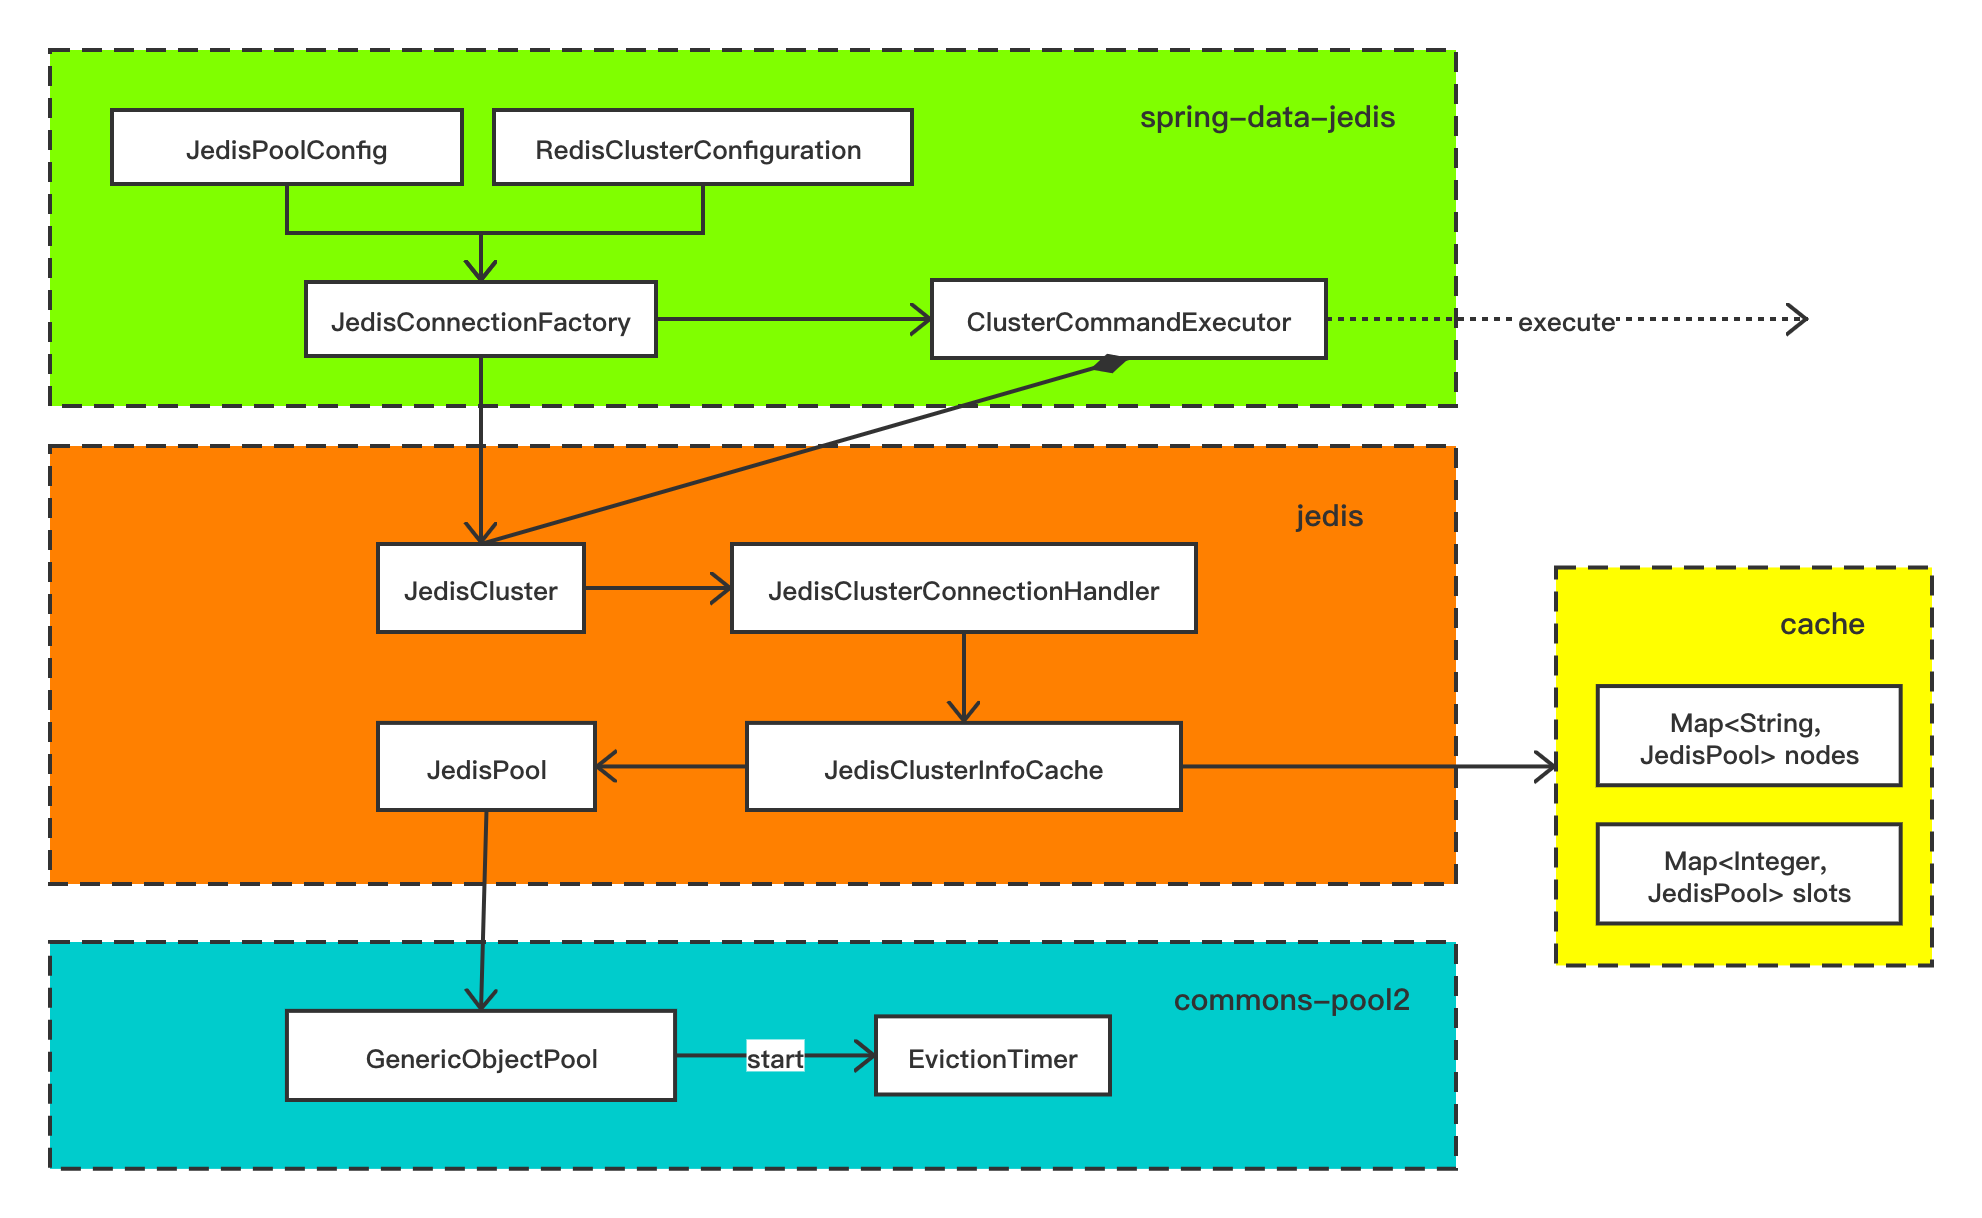 spring-data-jedis
JedisPoolConfig
RedisClusterConfiguration
JedisConnectionFactory
ClusterCommandExecutor
execute
jedis
JedisCluster
JedisClusterConnectionHandler
JedisPool
JedisClusterInfoCache
cache
Map<String,
JedisPool> nodes
Map<Integer,
JedisPool> slots
commons-pool2
GenericObjectPool
start
EvictionTimer